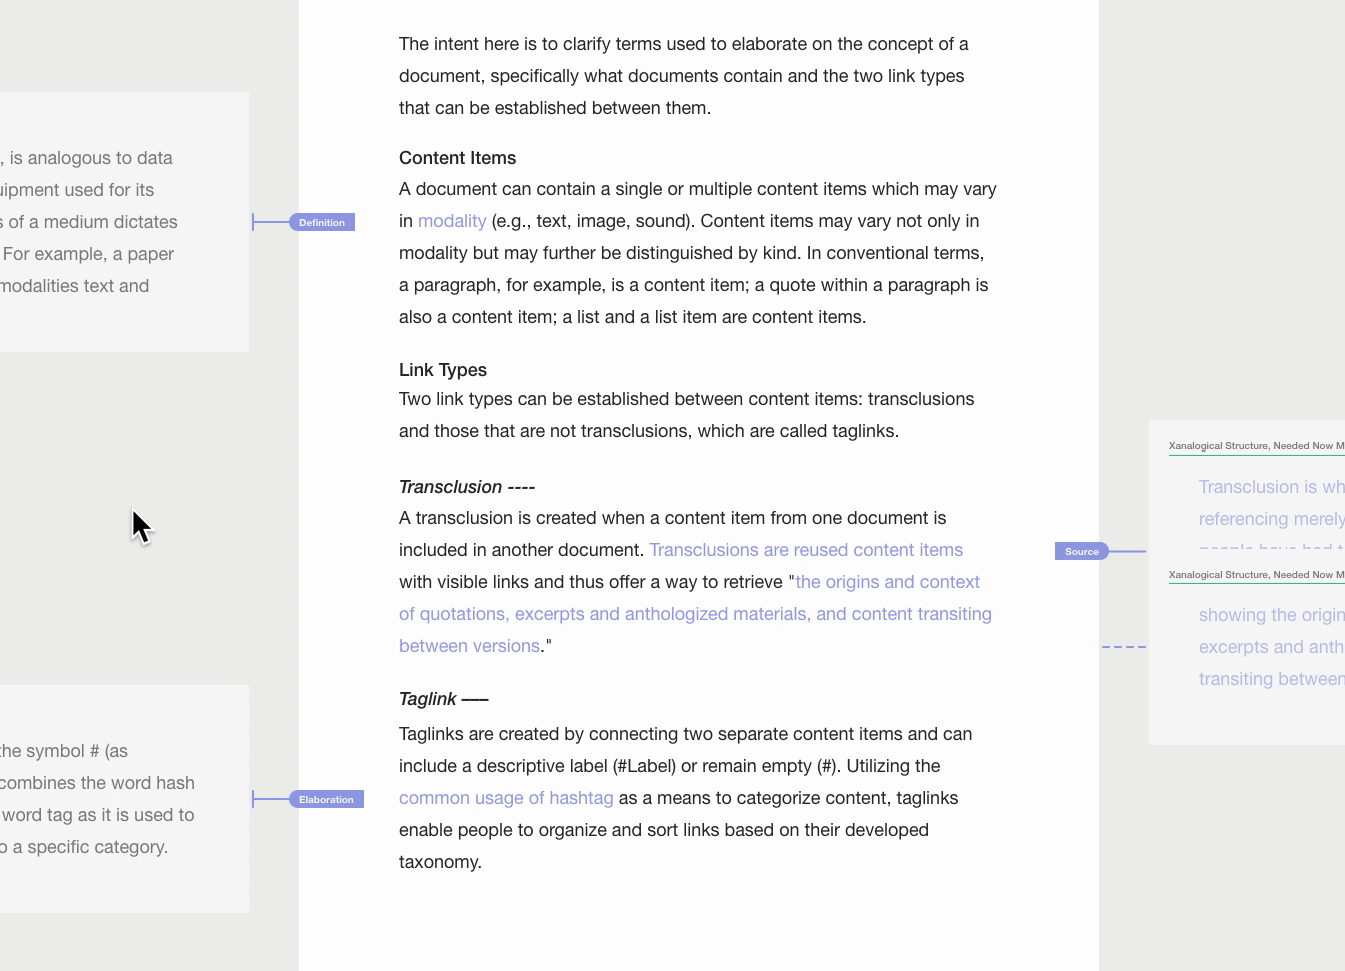 The intent here is to clarify terms used to elaborate on the concept of a
document, specifically what documents contain and the two link types
that can be established between them.
, is analogous to data
uipment used for its
s of a medium dictates
For example, a paper
modalities text and
Definition
Content Items
A document can contain a single or multiple content items which may vary
in modality (e.g., text, image, sound). Content items may vary not only in
modality but may further be distinguished by kind. In conventional terms,
a paragraph, for example, is a content item; a quote within a paragraph is
also a content item; a list and a list item are content items.
Link Types
Two link types can be established between content items: transclusions
and those that are not transclusions, which are called taglinks.
Transclusion ----
A transclusion is created when a content item from one document is
included in another document. Transclusions are reused content items
with visible links and thus offer a way to retrieve "the origins and context
of quotations, excerpts and anthologized materials, and content transiting
between versions."
Source
Xanalogical Structure, Needed Now M
Transclusion is wh
referencing merely
people have had t
Xanalogical Structure, Needed Now M
showing the origin
excerpts and anth
transiting between
the symbol # (as
combines the word hash
word tag as it is used to
o a specific category.
Elaboration
Taglink —–
Taglinks are created by connecting two separate content items and can
include a descriptive label (#Label) or remain empty (#). Utilizing the
common usage of hashtag as a means to categorize content, taglinks
enable people to organize and sort links based on their developed
taxonomy.